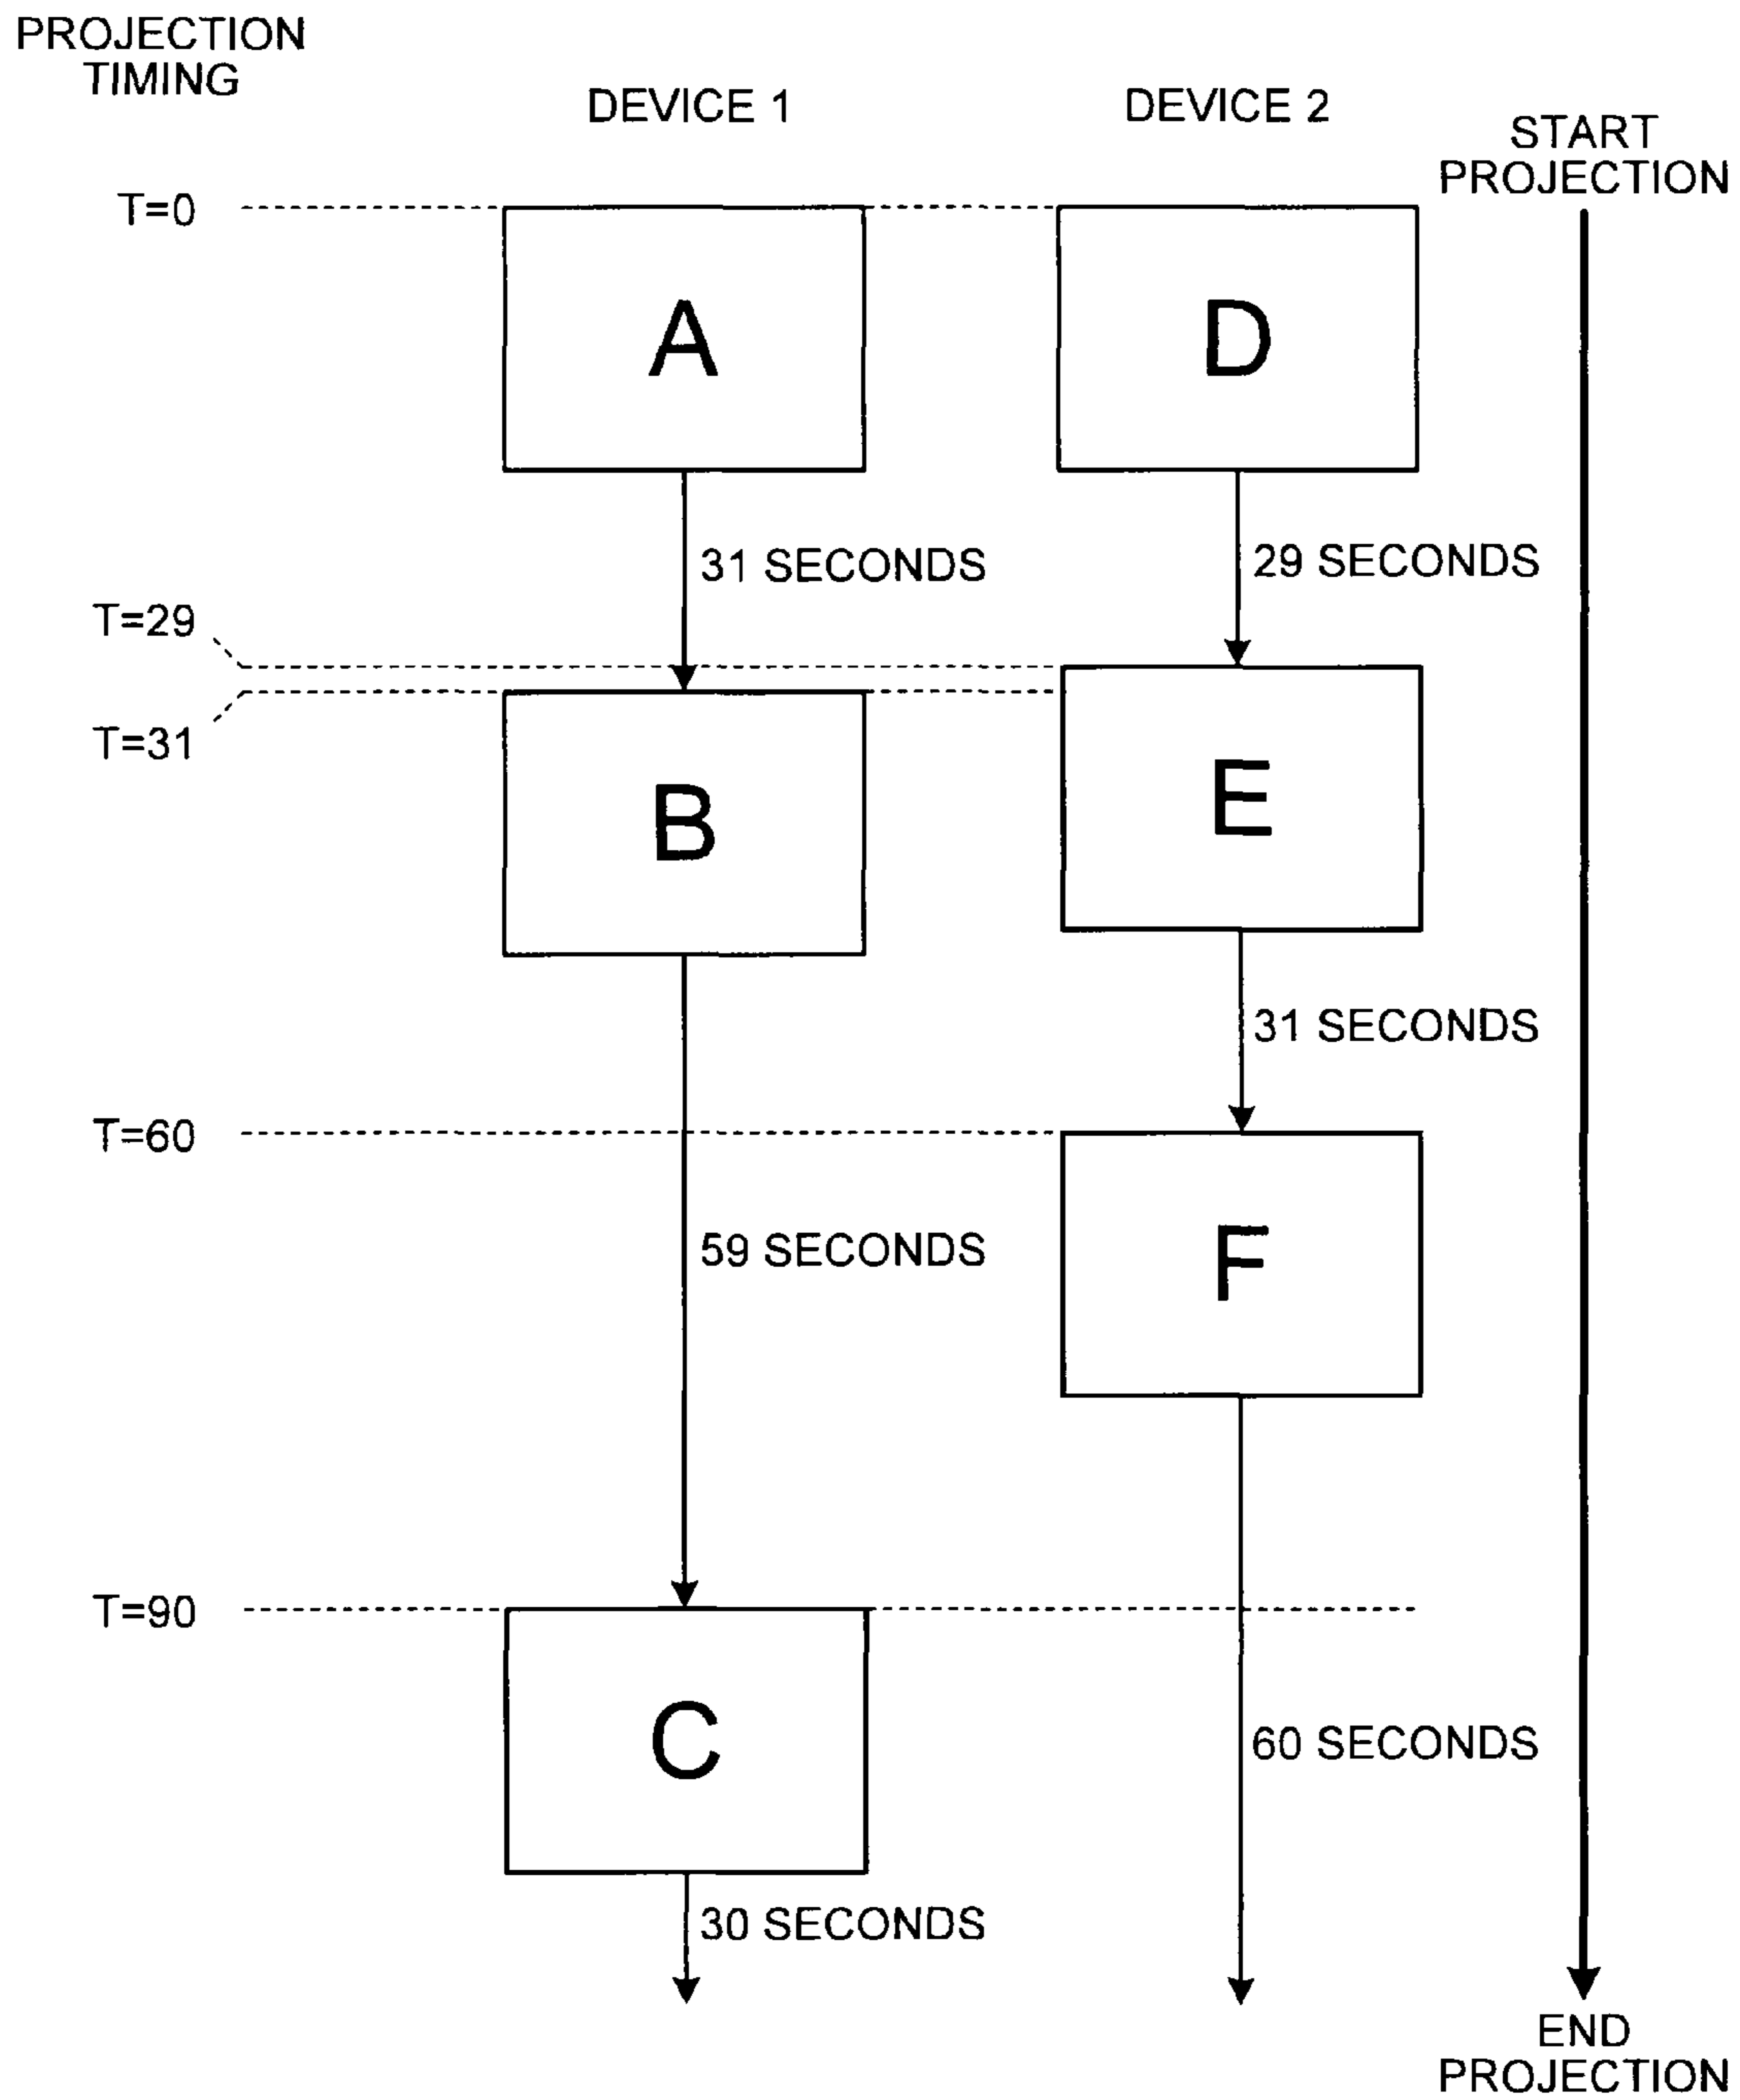 PROJECTION
TIMING
DEVICE 1
DEVICE 2
START
PROJECTION
T=0
A
D
31 SECONDS
29 SECONDS
T=29
T=31
B
E
31 SECONDS
T=60
59 SECONDS
F
T=90
C
60 SECONDS
30 SECONDS
END
PROJECTION